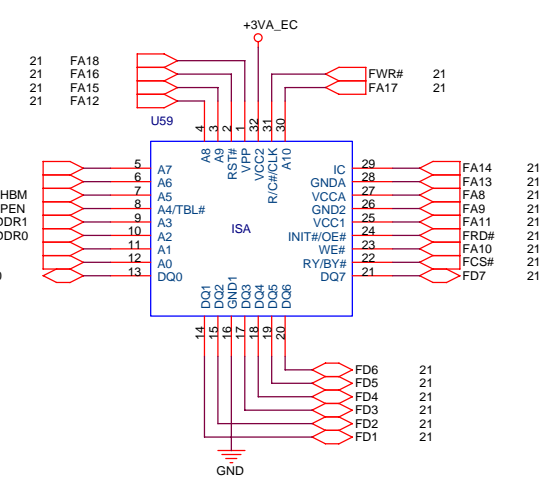 +3VA_EC
21 FA18
21 FA16
21 FA15
21 FA12
FWR# 21
FA17 21
U59
4 3 2 1 32 31 30
A8 A9 RST# VPP VCC2 R/C#/CLK A10
5 A7
6 A6
7 A5
8 A4/TBL#
9 A3
10 A2
11 A1
12 A0
13 DQ0
HBM
PEN
DDR1
DDR0
ISA
IC 29 FA14 21
GNDA 28 FA13 21
VCCA 27 FA8 21
GND2 26 FA9 21
VCC1 25 FA11 21
INIT#/OE# 24 FRD# 21
WE# 23 FA10 21
RY/BY# 22 FCS# 21
DQ7 21 FD7 21
DQ1 DQ2 GND1 DQ3 DQ4 DQ5 DQ6
14 15 16 17 18 19 20
FD6 21
FD5 21
FD4 21
FD3 21
FD2 21
FD1 21
GND